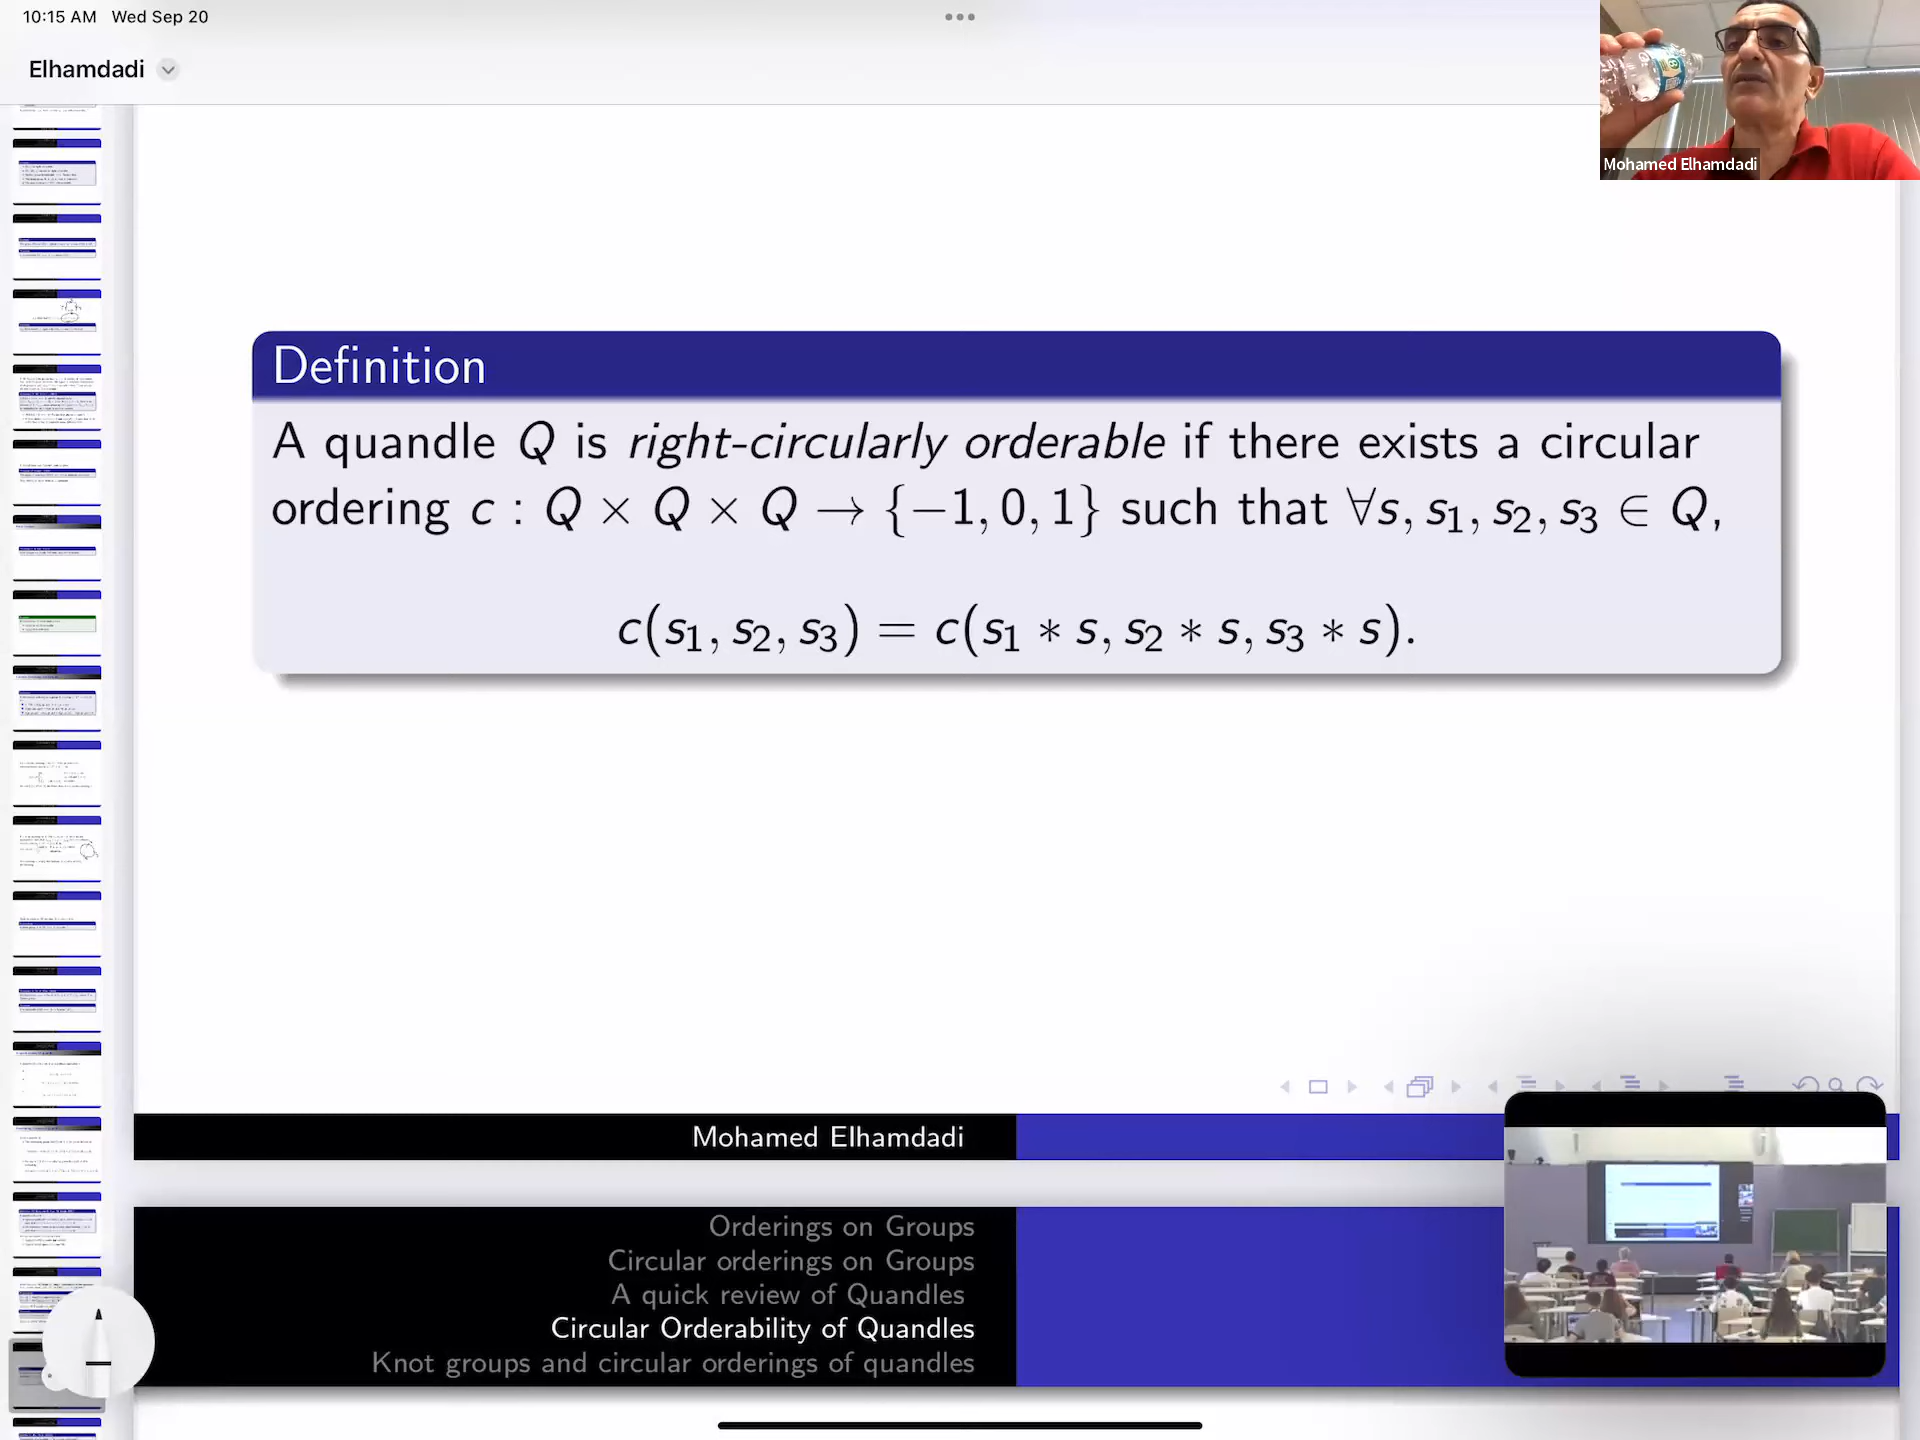 10:15 AM Wed Sep 20
Elhamdadi
Mohamed Elhamdadi
Definition
A quandle Q is right-circularly orderable if there exists a circular
ordering c : Q × Q × Q → {−1, 0, 1} such that ∀s, s₁, s₂, s₃ ∈ Q,
c(s₁, s₂, s₃) = c(s₁ ∗ s, s₂ ∗ s, s₃ ∗ s).
Mohamed Elhamdadi
Orderings on Groups
Circular orderings on Groups
A quick review of Quandles
Circular Orderability of Quandles
Knot groups and circular orderings of quandles